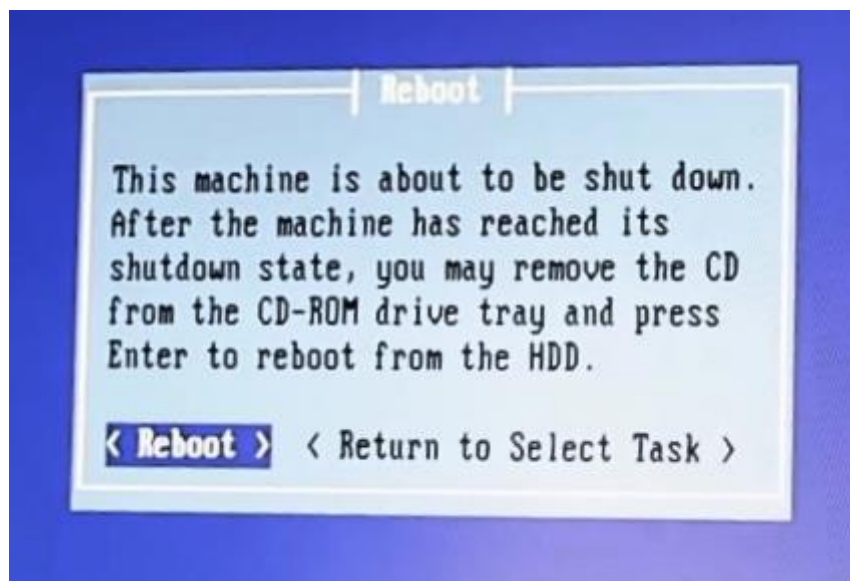 Reboot
This machine is about to be shut down.
After the machine has reached its
shutdown state, you may remove the CD
from the CD-ROM drive tray and press
Enter to reboot from the HDD.
< Reboot > < Return to Select Task >